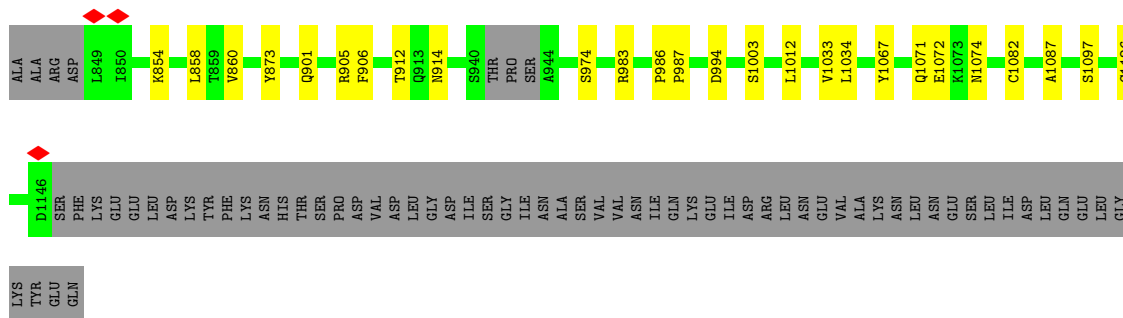 ALA ALA ARG ASP L849 I850 K854 L858 T859 V860 Y873 Q901 R905 F906 T912 Q913 N914 S940 THR PRO SER A944 S974 R983 P986 P987 D994 S1003 L1012 V1033 L1034 Y1067 Q1071 E1072 K1073 N1074 C1082 A1087 S1097
D1146 SER PHE LYS GLU GLU LEU ASP LYS TYR PHE LYS ASN HIS THR SER PRO ASP VAL ASP LEU GLY ASP ILE SER GLY ILE ASN ALA SER VAL VAL ASN ILE GLN LYS GLU ILE ASP ARG LEU ASN GLU VAL ALA LYS ASN LEU ASN GLU SER LEU ILE ASP LEU GLN GLU LEU GLY
LYS TYR GLU GLN